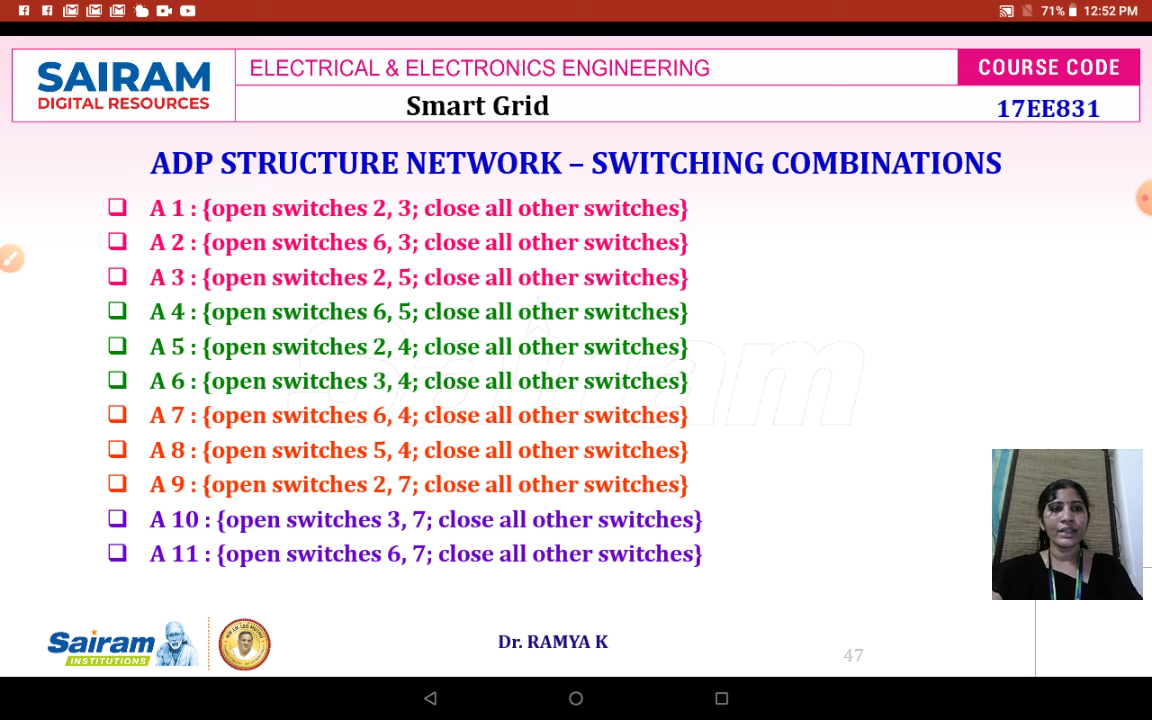 71% 12:52 PM
SAIRAM
DIGITAL RESOURCES
ELECTRICAL & ELECTRONICS ENGINEERING
COURSE CODE
Smart Grid
17EE831
ADP STRUCTURE NETWORK – SWITCHING COMBINATIONS
A 1 : {open switches 2, 3; close all other switches}
A 2 : {open switches 6, 3; close all other switches}
A 3 : {open switches 2, 5; close all other switches}
A 4 : {open switches 6, 5; close all other switches}
A 5 : {open switches 2, 4; close all other switches}
A 6 : {open switches 3, 4; close all other switches}
A 7 : {open switches 6, 4; close all other switches}
A 8 : {open switches 5, 4; close all other switches}
A 9 : {open switches 2, 7; close all other switches}
A 10 : {open switches 3, 7; close all other switches}
A 11 : {open switches 6, 7; close all other switches}
Sairam
Sairam
INSTITUTIONS
Dr. RAMYA K
47